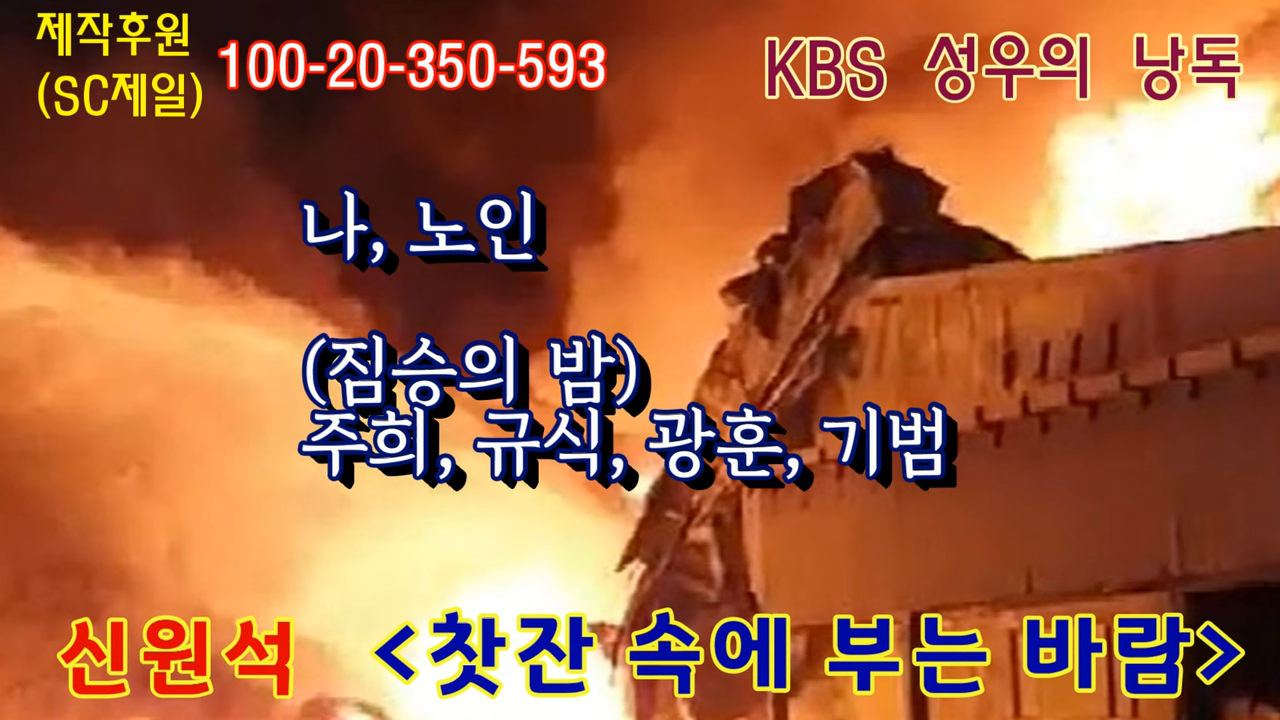 제작후원
(SC제일)
100-20-350-593
KBS 성우의 낭독
나, 노인
(짐승의 밤)
주희, 규식, 광훈, 기범
신원석 <찻잔 속에 부는 바람>